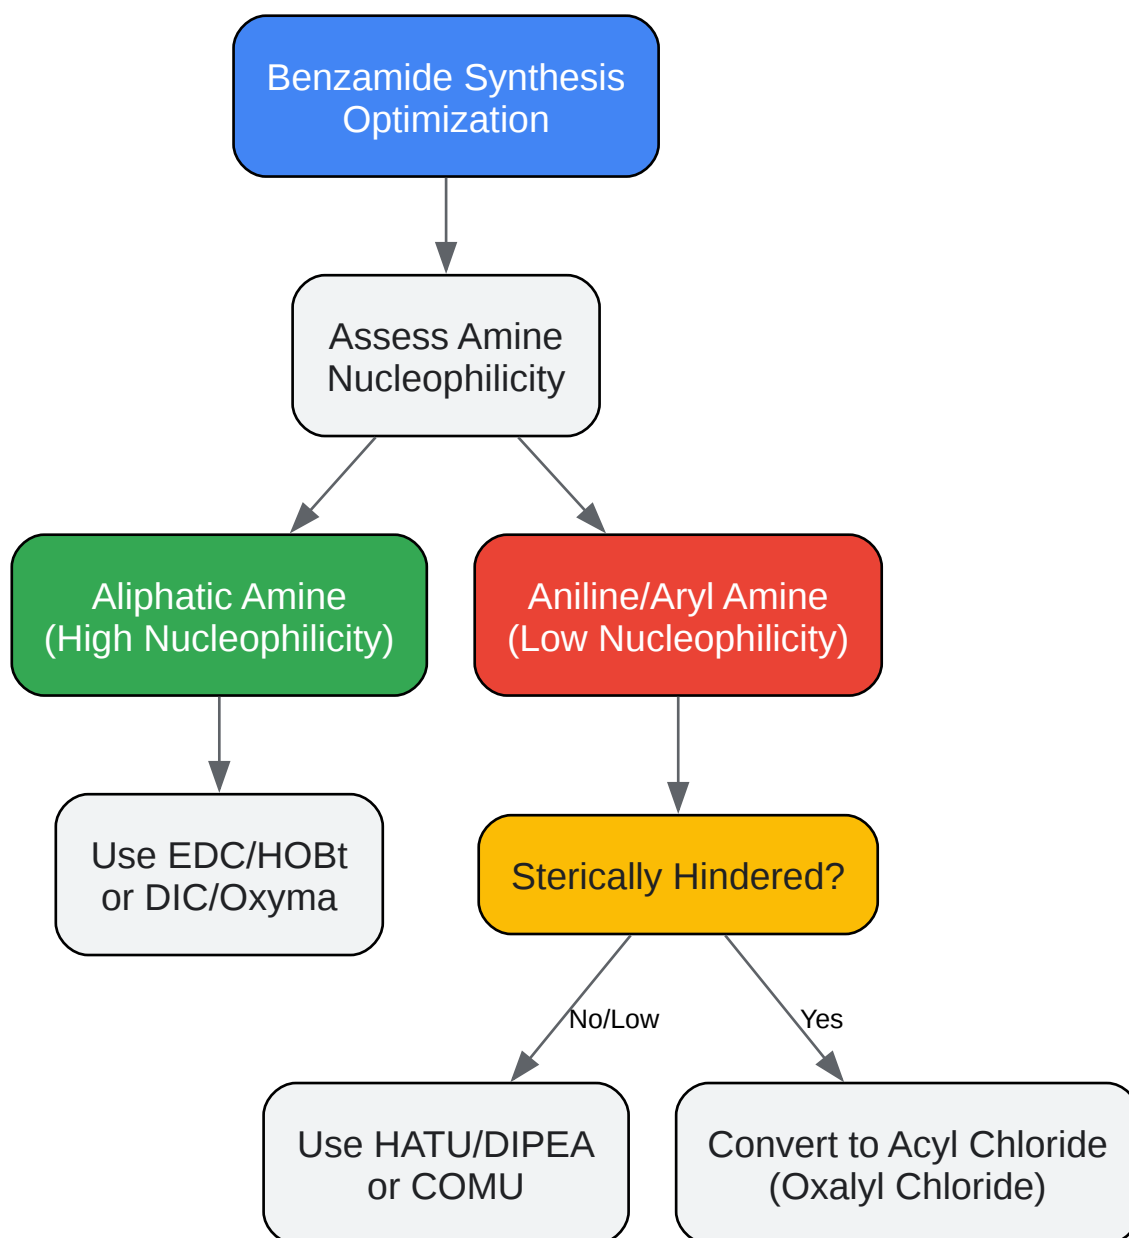 Benzamide Synthesis
Optimization
Assess Amine
Nucleophilicity
Aliphatic Amine
(High Nucleophilicity)
Aniline/Aryl Amine
(Low Nucleophilicity)
Use EDC/HOBt
or DIC/Oxyma
Sterically Hindered?
No/Low
Yes
Use HATU/DIPEA
or COMU
Convert to Acyl Chloride
(Oxalyl Chloride)